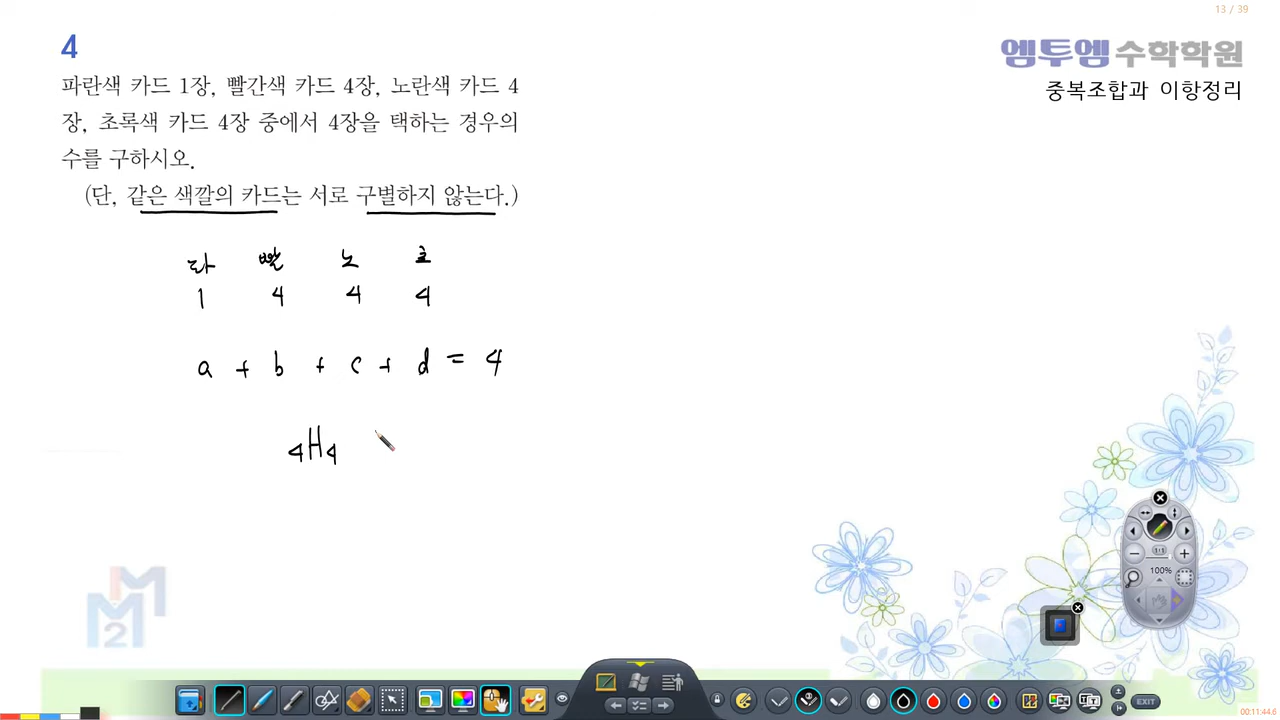 13 / 39
4
엠투엠수학학원
중복조합과 이항정리
파란색 카드 1장, 빨간색 카드 4장, 노란색 카드 4
장, 초록색 카드 4장 중에서 4장을 택하는 경우의
수를 구하시오.
(단, 같은 색깔의 카드는 서로 구별하지 않는다.)
파 빨 노 초
1 4 4 4
a + b + c + d = 4
4H4
100%
M2M
EXIT
00:11:44.6